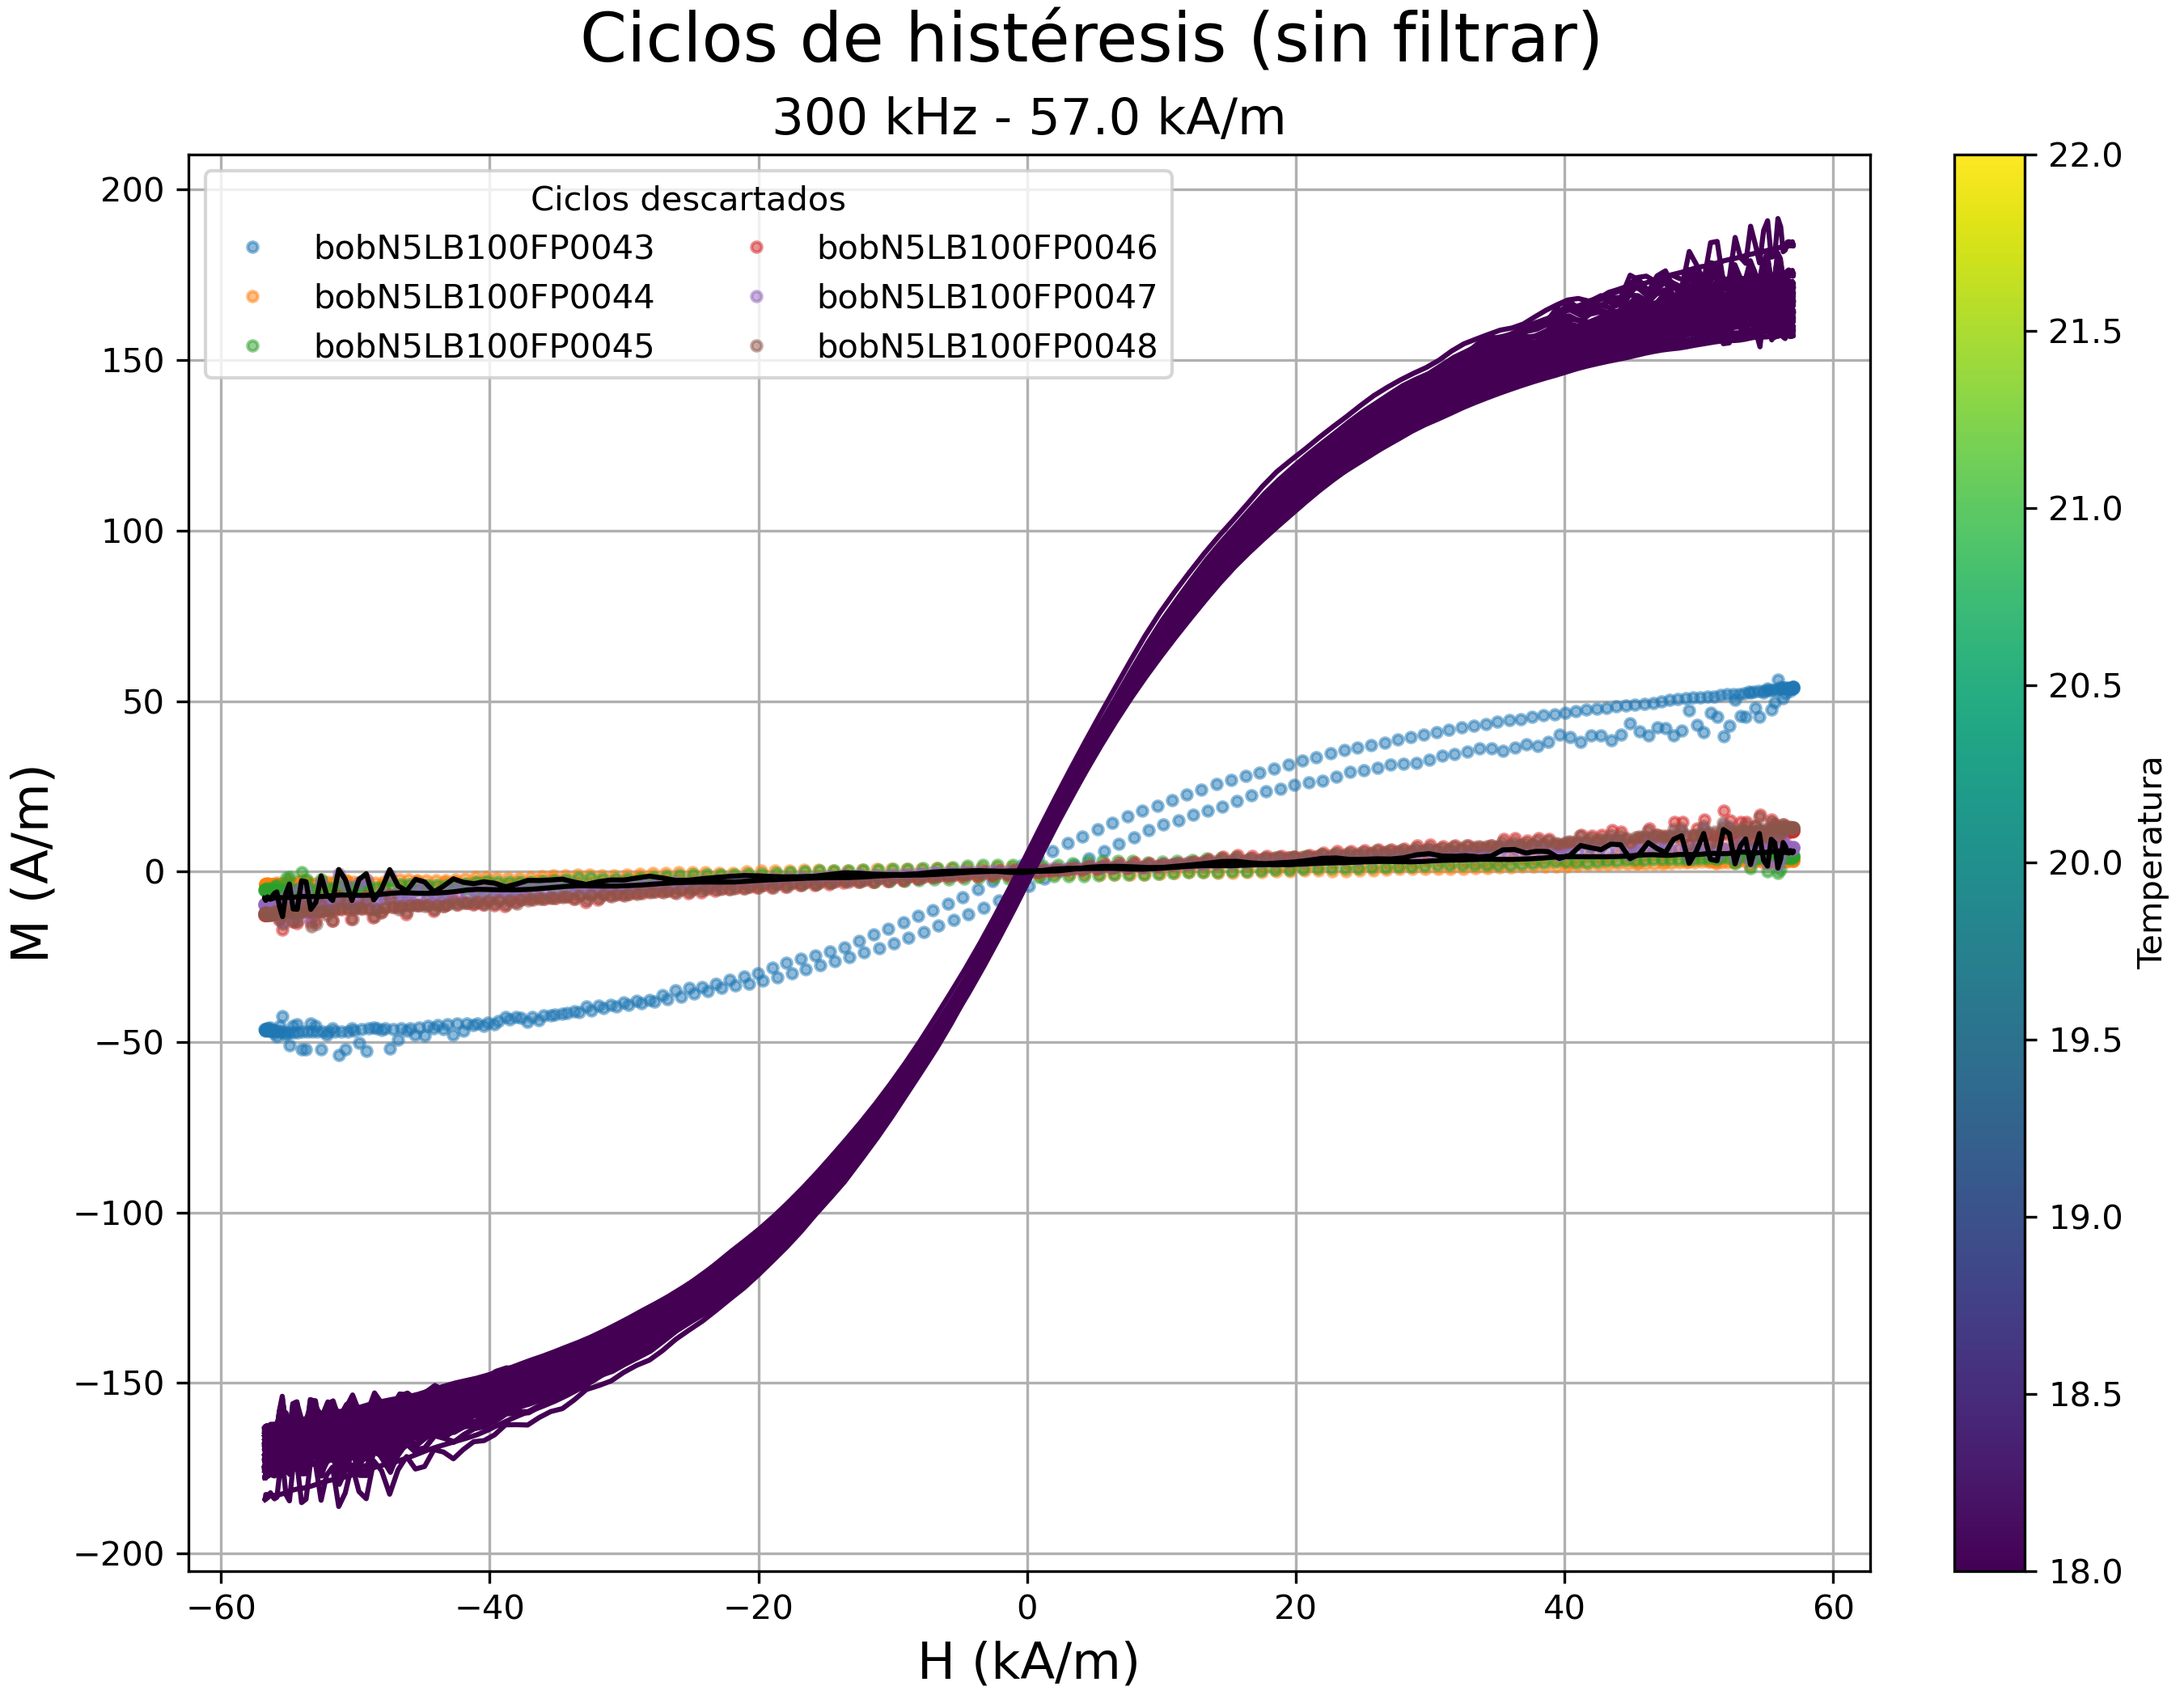 Ciclos de histéresis (sin filtrar)
300 kHz - 57.0 kA/m
Ciclos descartados
bobN5LB100FP0043
bobN5LB100FP0044
bobN5LB100FP0045
bobN5LB100FP0046
bobN5LB100FP0047
bobN5LB100FP0048
200
150
100
50
0
−50
−100
−150
−200
M (A/m)
−60
−40
−20
0
20
40
60
H (kA/m)
22.0
21.5
21.0
20.5
20.0
19.5
19.0
18.5
18.0
Temperatura